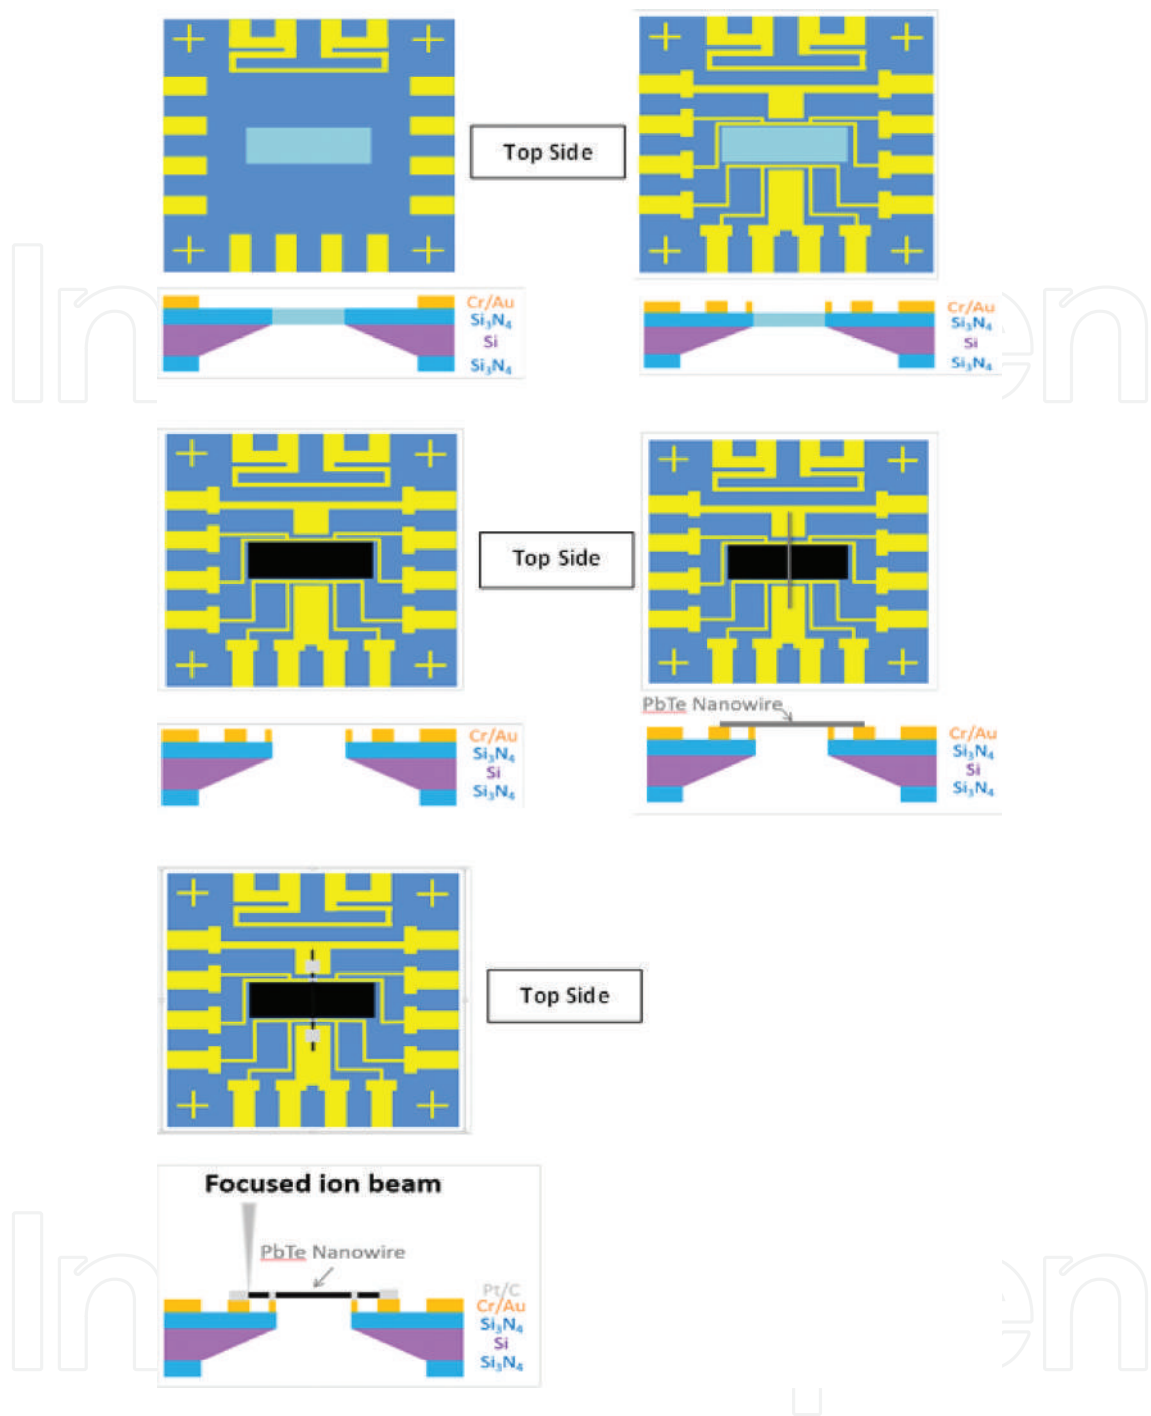 Top Side
Cr/Au
Si₃N₄
Si
Si₃N₄
Cr/Au
Si₃N₄
Si
Si₃N₄
Top Side
Cr/Au
Si₃N₄
Si
Si₃N₄
PbTe Nanowire
Cr/Au
Si₃N₄
Si
Si₃N₄
Top Side
Focused ion beam
PbTe Nanowire
Pt/C
Cr/Au
Si₃N₄
Si
Si₃N₄